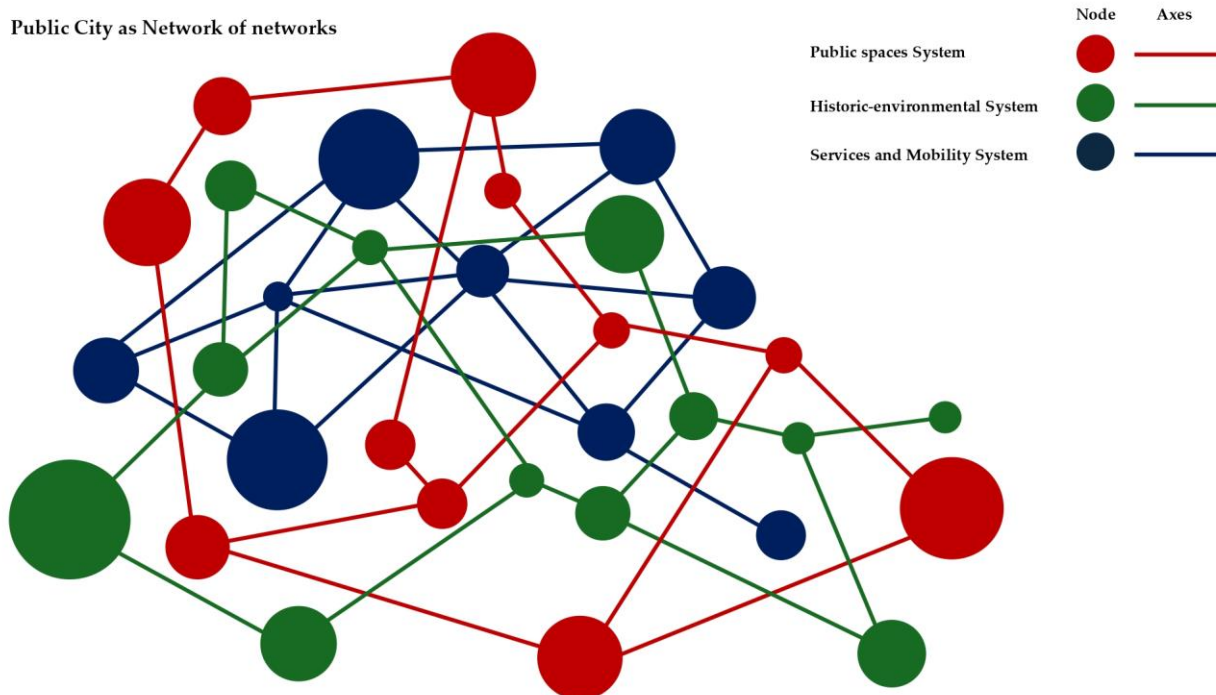 Public City as Network of networks
Node Axes
Public spaces System
Historic-environmental System
Services and Mobility System